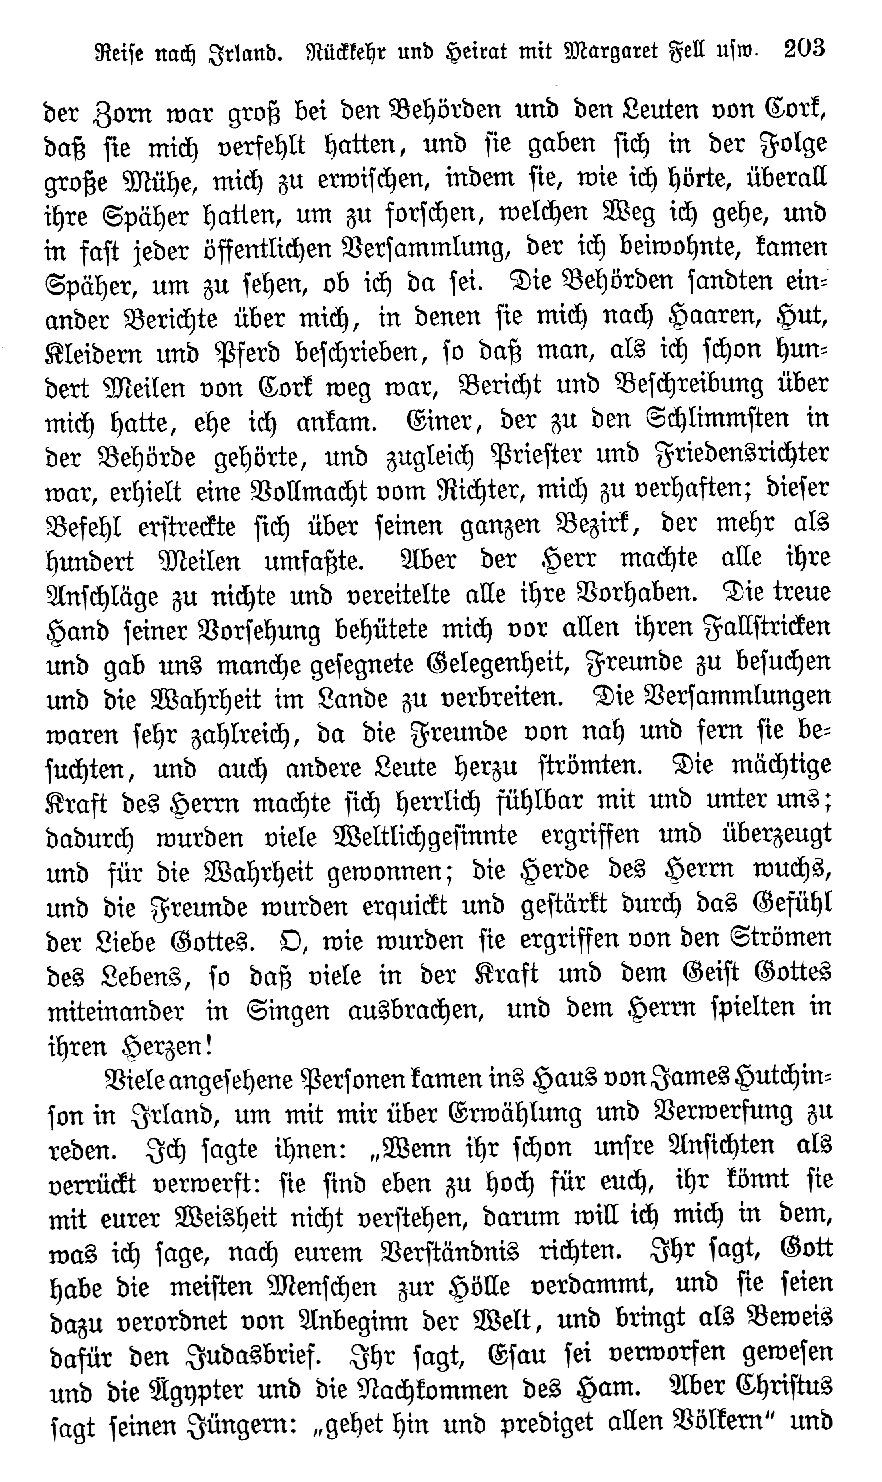 Reise nach Irland. Rückkehr und Heirat mit Margaret Fell usw. 203
der Zorn war groß bei den Behörden und den Leuten von Cork,
daß sie mich verfehlt hatten, und sie gaben sich in der Folge
große Mühe, mich zu erwischen, indem sie, wie ich hörte, überall
ihre Späher hatten, um zu forschen, welchen Weg ich gehe, und
in fast jeder öffentlichen Versammlung, der ich beiwohnte, kamen
Späher, um zu sehen, ob ich da sei. Die Behörden sandten ein-
ander Berichte über mich, in denen sie mich nach Haaren, Hut,
Kleidern und Pferd beschrieben, so daß man, als ich schon hun-
dert Meilen von Cork weg war, Bericht und Beschreibung über
mich hatte, ehe ich ankam. Einer, der zu den Schlimmsten in
der Behörde gehörte, und zugleich Priester und Friedensrichter
war, erhielt eine Vollmacht vom Richter, mich zu verhaften; dieser
Befehl erstreckte sich über seinen ganzen Bezirk, der mehr als
hundert Meilen umfaßte. Aber der Herr machte alle ihre
Anschläge zu nichte und vereitelte alle ihre Vorhaben. Die treue
Hand seiner Vorsehung behütete mich vor allen ihren Fallstricken
und gab uns manche gesegnete Gelegenheit, Freunde zu besuchen
und die Wahrheit im Lande zu verbreiten. Die Versammlungen
waren sehr zahlreich, da die Freunde von nah und fern sie be-
suchten, und auch andere Leute herzu strömten. Die mächtige
Kraft des Herrn machte sich herrlich fühlbar mit und unter uns;
dadurch wurden viele Weltlichgesinnte ergriffen und überzeugt
und für die Wahrheit gewonnen; die Herde des Herrn wuchs,
und die Freunde wurden erquickt und gestärkt durch das Gefühl
der Liebe Gottes. O, wie wurden sie ergriffen von den Strömen
des Lebens, so daß viele in der Kraft und dem Geist Gottes
miteinander in Singen ausbrachen, und dem Herrn spielten in
ihren Herzen!
Viele angesehene Personen kamen ins Haus von James Hutchin-
son in Irland, um mit mir über Erwählung und Verwerfung zu
reden. Ich sagte ihnen: „Wenn ihr schon unsre Ansichten als
verrückt verwerft: sie sind eben zu hoch für euch, ihr könnt sie
mit eurer Weisheit nicht verstehen, darum will ich mich in dem,
was ich sage, nach eurem Verständnis richten. Ihr sagt, Gott
habe die meisten Menschen zur Hölle verdammt, und sie seien
dazu verordnet von Anbeginn der Welt, und bringt als Beweis
dafür den Judasbrief. Ihr sagt, Esau sei verworfen gewesen
und die Ägypter und die Nachkommen des Ham. Aber Christus
sagt seinen Jüngern: „gehet hin und prediget allen Völkern“ und